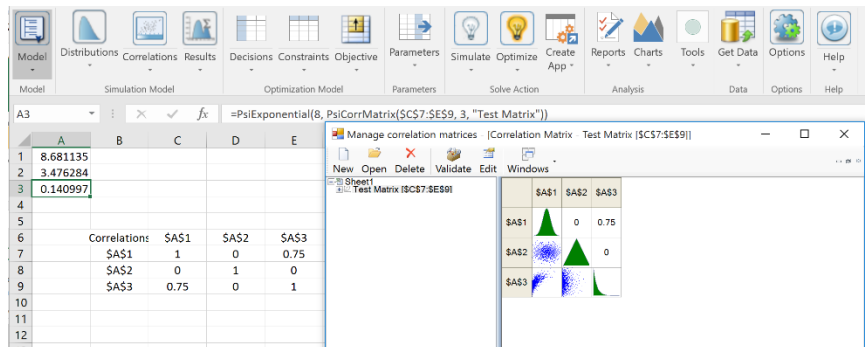 Model Distributions Correlations Results Decisions Constraints Objective Parameters Simulate Optimize Create App Reports Charts Tools Get Data Options Help
Model Simulation Model Optimization Model Parameters Solve Action Analysis Data Options Help
A3 fx =PsiExponential(8, PsiCorrMatrix($C$7:$E$9, 3, "Test Matrix"))
Manage correlation matrices - [Correlation Matrix - Test Matrix [$C$7:$E$9]]
New Open Delete Validate Edit Windows
Sheet1
Test Matrix [$C$7:$E$9]
A B C D E
1 8.681135
2 3.476284
3 0.140997
4
5
6 Correlations $A$1 $A$2 $A$3
7 $A$1 1 0 0.75
8 $A$2 0 1 0
9 $A$3 0.75 0 1
10
11
12
$A$1 $A$2 $A$3
$A$1 0 0.75
$A$2 0
$A$3